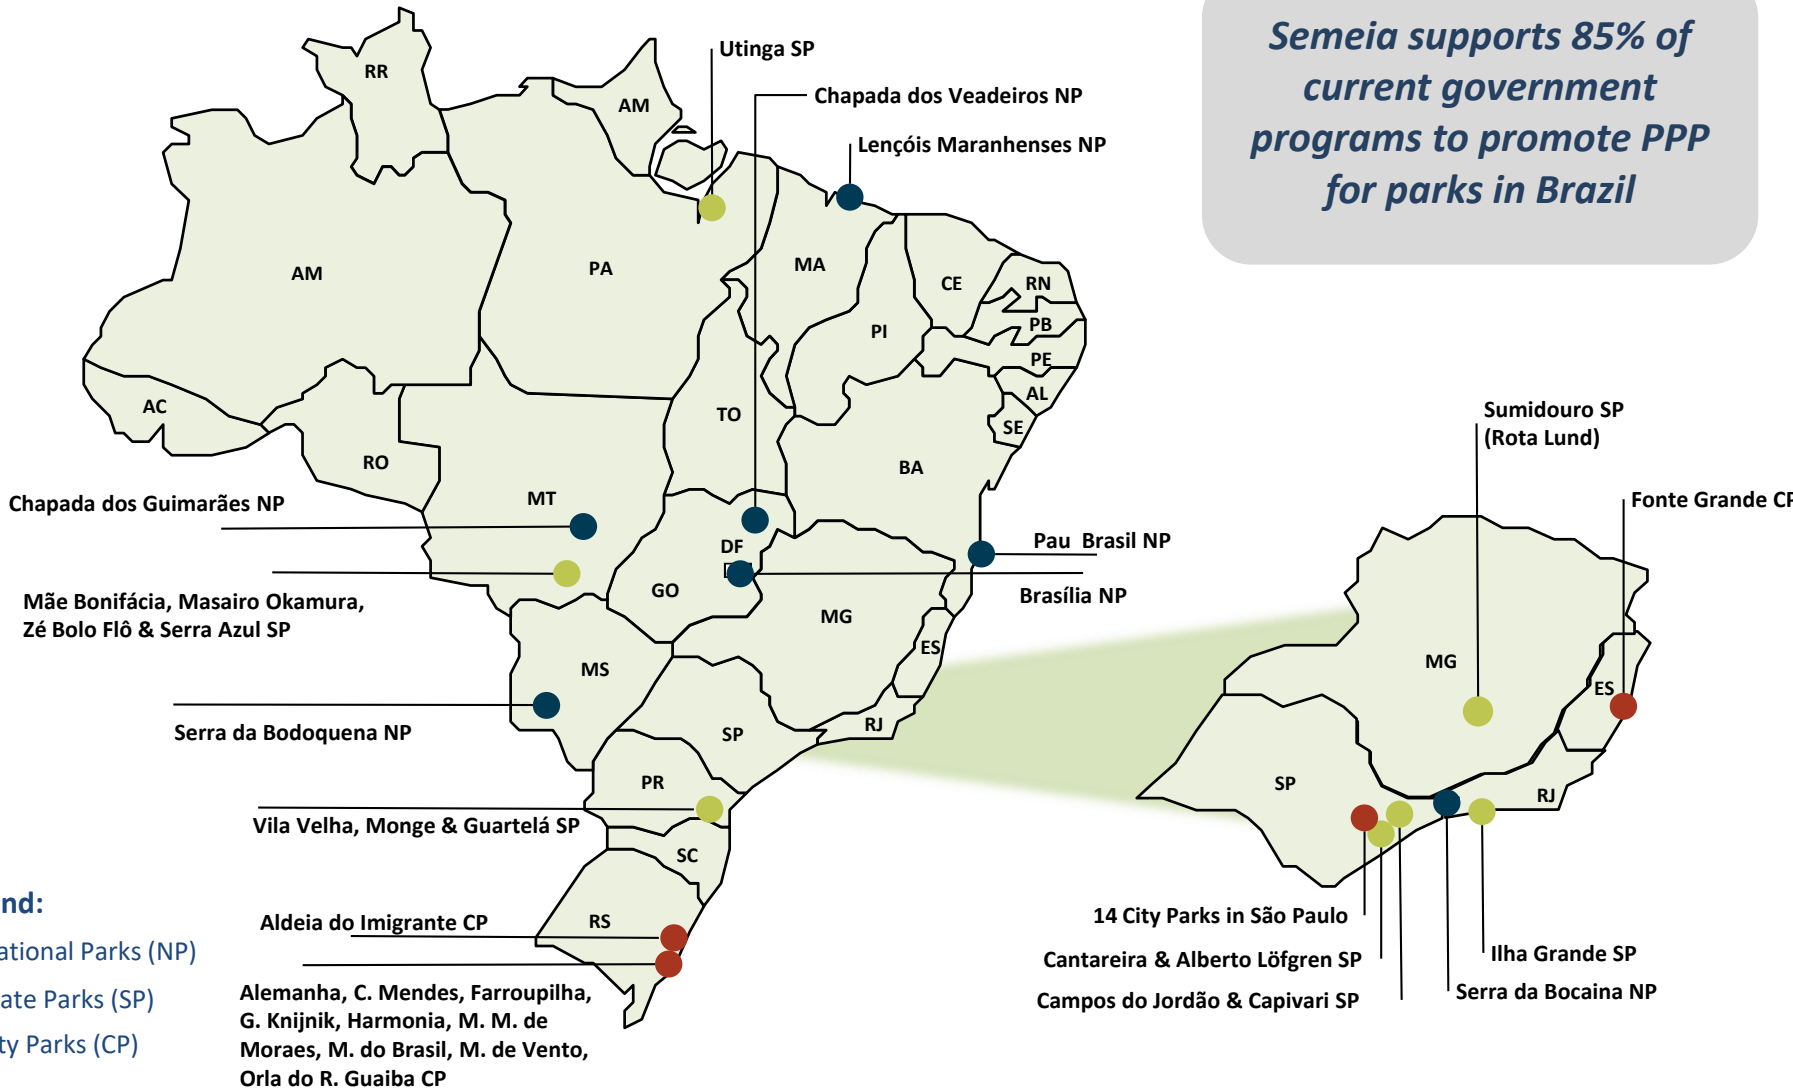 Semeia supports 85% of
current government
programs to promote PPP
for parks in Brazil
Utinga SP
Chapada dos Veadeiros NP
Lençóis Maranhenses NP
RR
AM
AM
PA
MA
CE
RN
PB
PI
PE
AL
SE
AC
RO
TO
BA
MT
Chapada dos Guimarães NP
DF
Pau Brasil NP
Brasília NP
GO
MG
ES
Mãe Bonifácia, Masairo Okamura,
Zé Bolo Flô & Serra Azul SP
MS
RJ
SP
Serra da Bodoquena NP
PR
Vila Velha, Monge & Guartelá SP
SC
RS
Aldeia do Imigrante CP
Alemanha, C. Mendes, Farroupilha,
G. Knijnik, Harmonia, M. M. de
Moraes, M. do Brasil, M. de Vento,
Orla do R. Guaiba CP
Sumidouro SP
(Rota Lund)
Fonte Grande CP
MG
ES
SP
RJ
14 City Parks in São Paulo
Cantareira & Alberto Löfgren SP
Campos do Jordão & Capivari SP
Ilha Grande SP
Serra da Bocaina NP
nd:
ational Parks (NP)
ate Parks (SP)
ty Parks (CP)